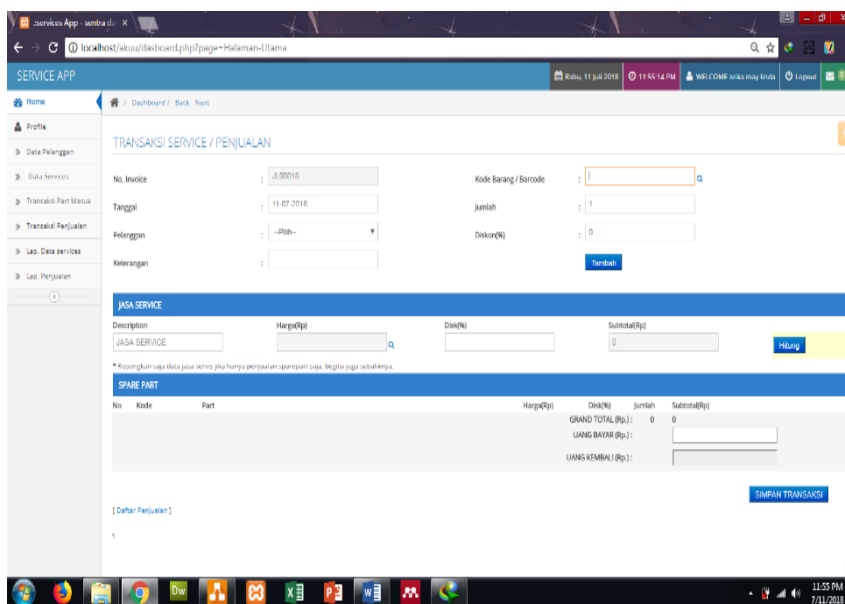 :services App - sentra d
localhost/akuu/dasboard.php?page=Halaman-Utama
SERVICE APP
Rabu, 11 Juli 2018
11:55:14 PM
WELCOME arika may linda
Logout
Home
Dashboard / Back Next
Profile
Data Pelanggan
Data Services
Transaksi Part Masuk
Transaksi Penjualan
Lap. Data services
Lap. Penjualan
TRANSAKSI SERVICE / PENJUALAN
No. Invoice : JL00018 Kode Barang / Barcode :
Tanggal : 11-07-2018 Jumlah : 1
Pelanggan : --Pilih-- Diskon(%) : 0
Keterangan : Tambah
JASA SERVICE
Description Harga(Rp) Disk(%) Subtotal(Rp)
JASA SERVICE 0 Hitung
* Kosongkan saja data jasa servis jika hanya penjualan sparepart saja, begitu juga sebaliknya.
SPARE PART
No Kode Part Harga(Rp) Disk(%) Jumlah Subtotal(Rp)
GRAND TOTAL (Rp.) : 0 0
UANG BAYAR (Rp.) :
UANG KEMBALI (Rp.) :
SIMPAN TRANSAKSI
[ Daftar Penjualan ]
1
Dw
11:55 PM
7/11/2018